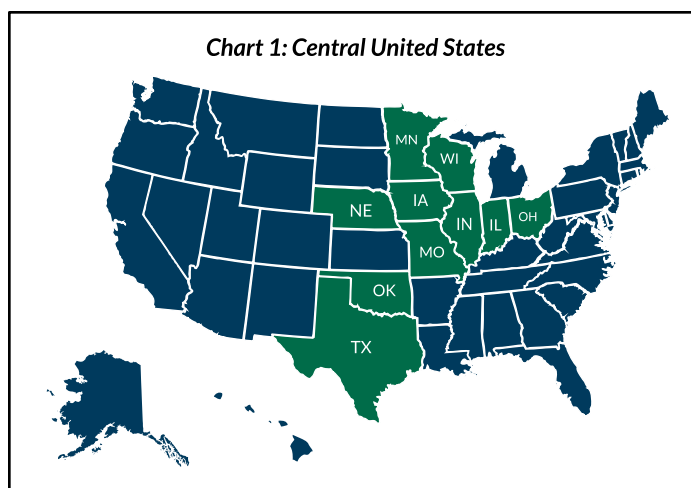 Chart 1: Central United States
MN
WI
IA
NE
IN
IL
OH
MO
OK
TX